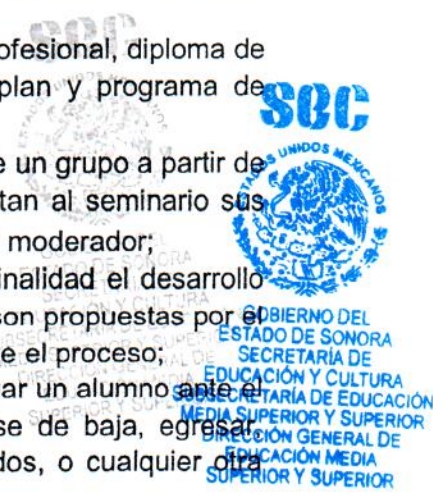 ofesional, diploma de
plan y programa de
SEC
UNIDOS MEXICANOS
e un grupo a partir de
tan al seminario sus
moderador;
inalidad el desarrollo
son propuestas por el
e el proceso;
ar un alumno ante el
se de baja, egresar,
dos, o cualquier otra
GOBIERNO DEL
ESTADO DE SONORA
SECRETARÍA DE
EDUCACIÓN Y CULTURA
SUBSECRETARÍA DE EDUCACIÓN
MEDIA SUPERIOR Y SUPERIOR
DIRECCIÓN GENERAL DE
EDUCACIÓN MEDIA
SUPERIOR Y SUPERIOR